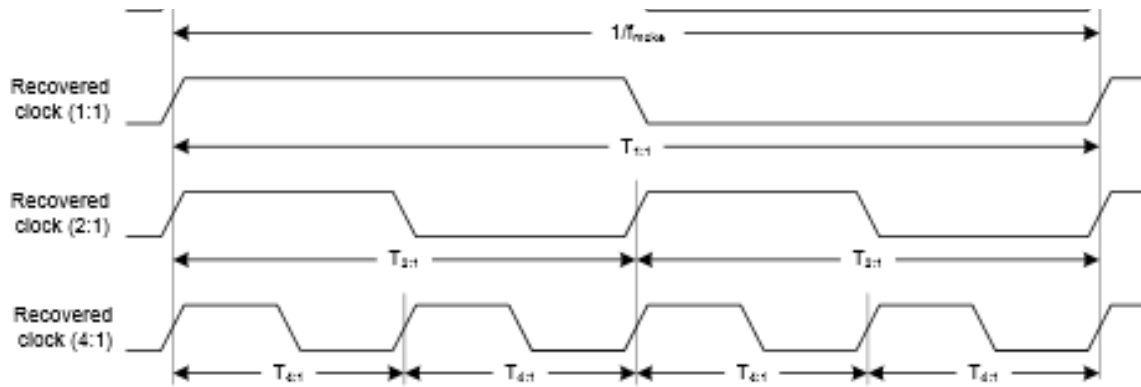 1/fmcka
Recovered
clock (1:1)
T1:1
Recovered
clock (2:1)
T2:1 T2:1
Recovered
clock (4:1)
T4:1 T4:1 T4:1 T4:1